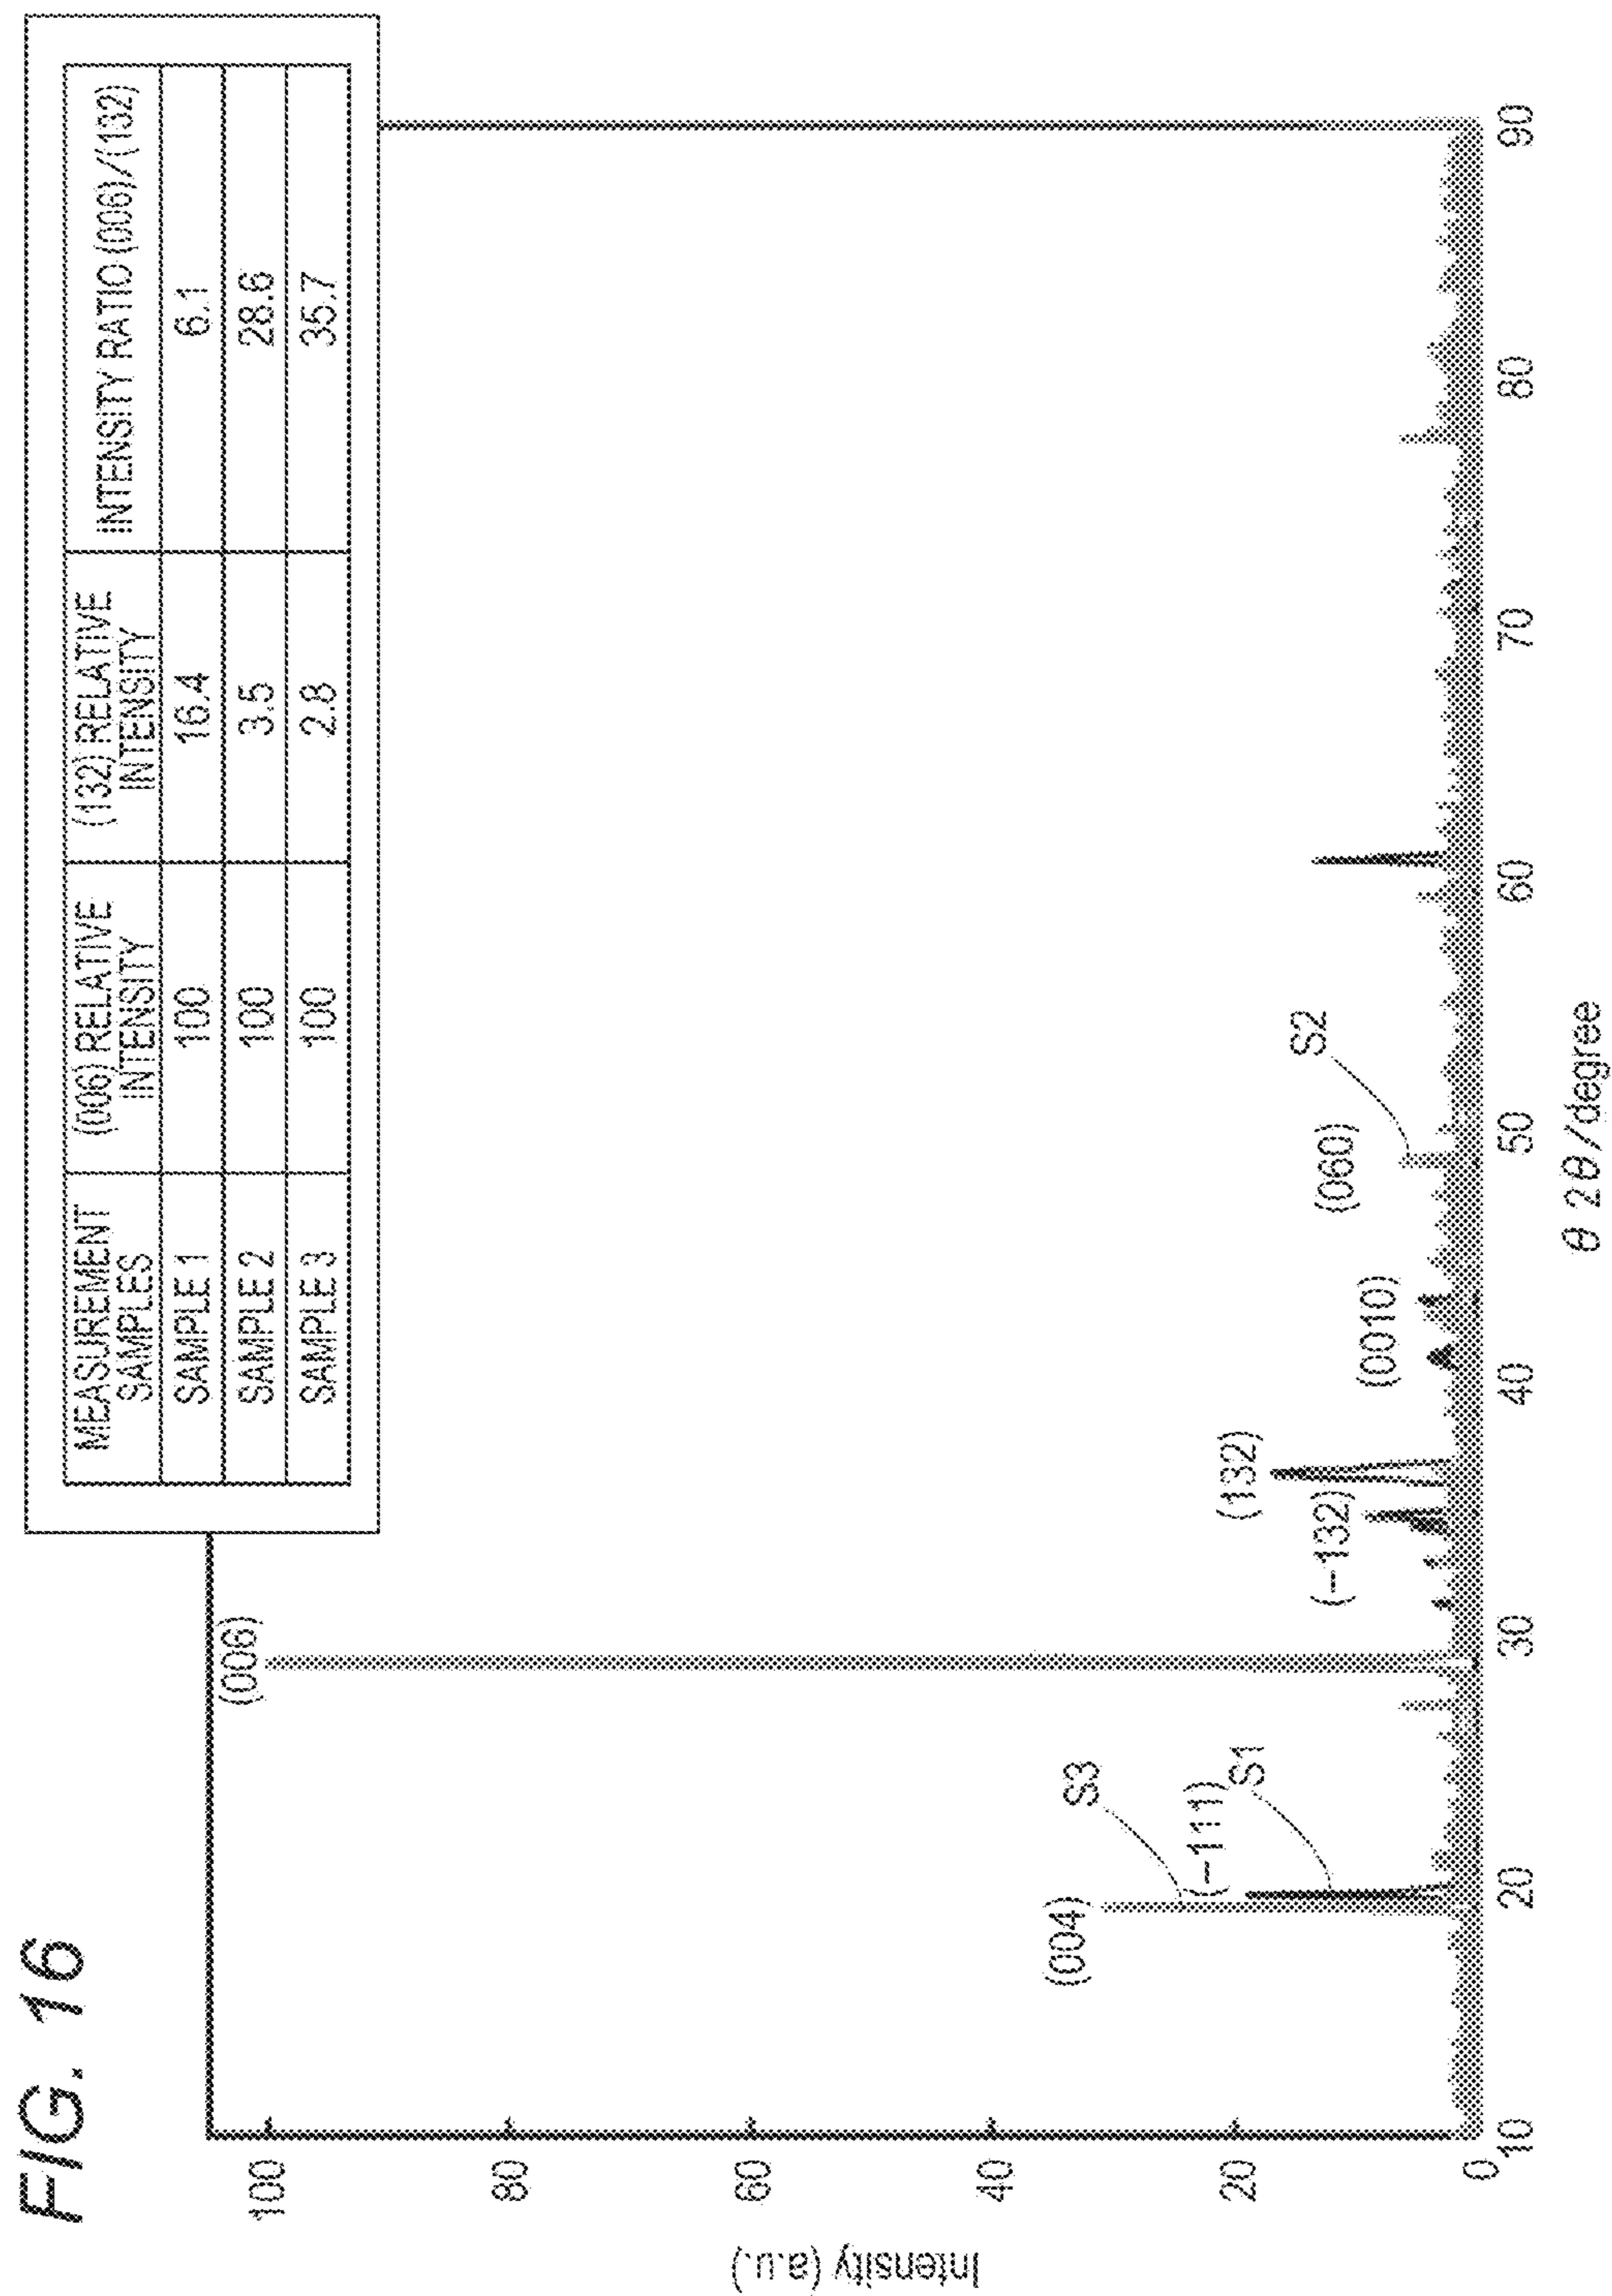 FIG. 16
MEASUREMENT SAMPLES
(006) RELATIVE INTENSITY
(132) RELATIVE INTENSITY
INTENSITY RATIO (006)/(132)
SAMPLE 1
100
16.4
6.1
SAMPLE 2
100
3.5
28.6
SAMPLE 3
100
2.8
35.7
Intensity (a.u.)
100
80
60
40
20
0
(006)
(004)
S3
(-111)
S1
(-132)
(132)
(0010)
(060)
S2
10
20
30
40
50
60
70
80
90
θ 2θ/degree